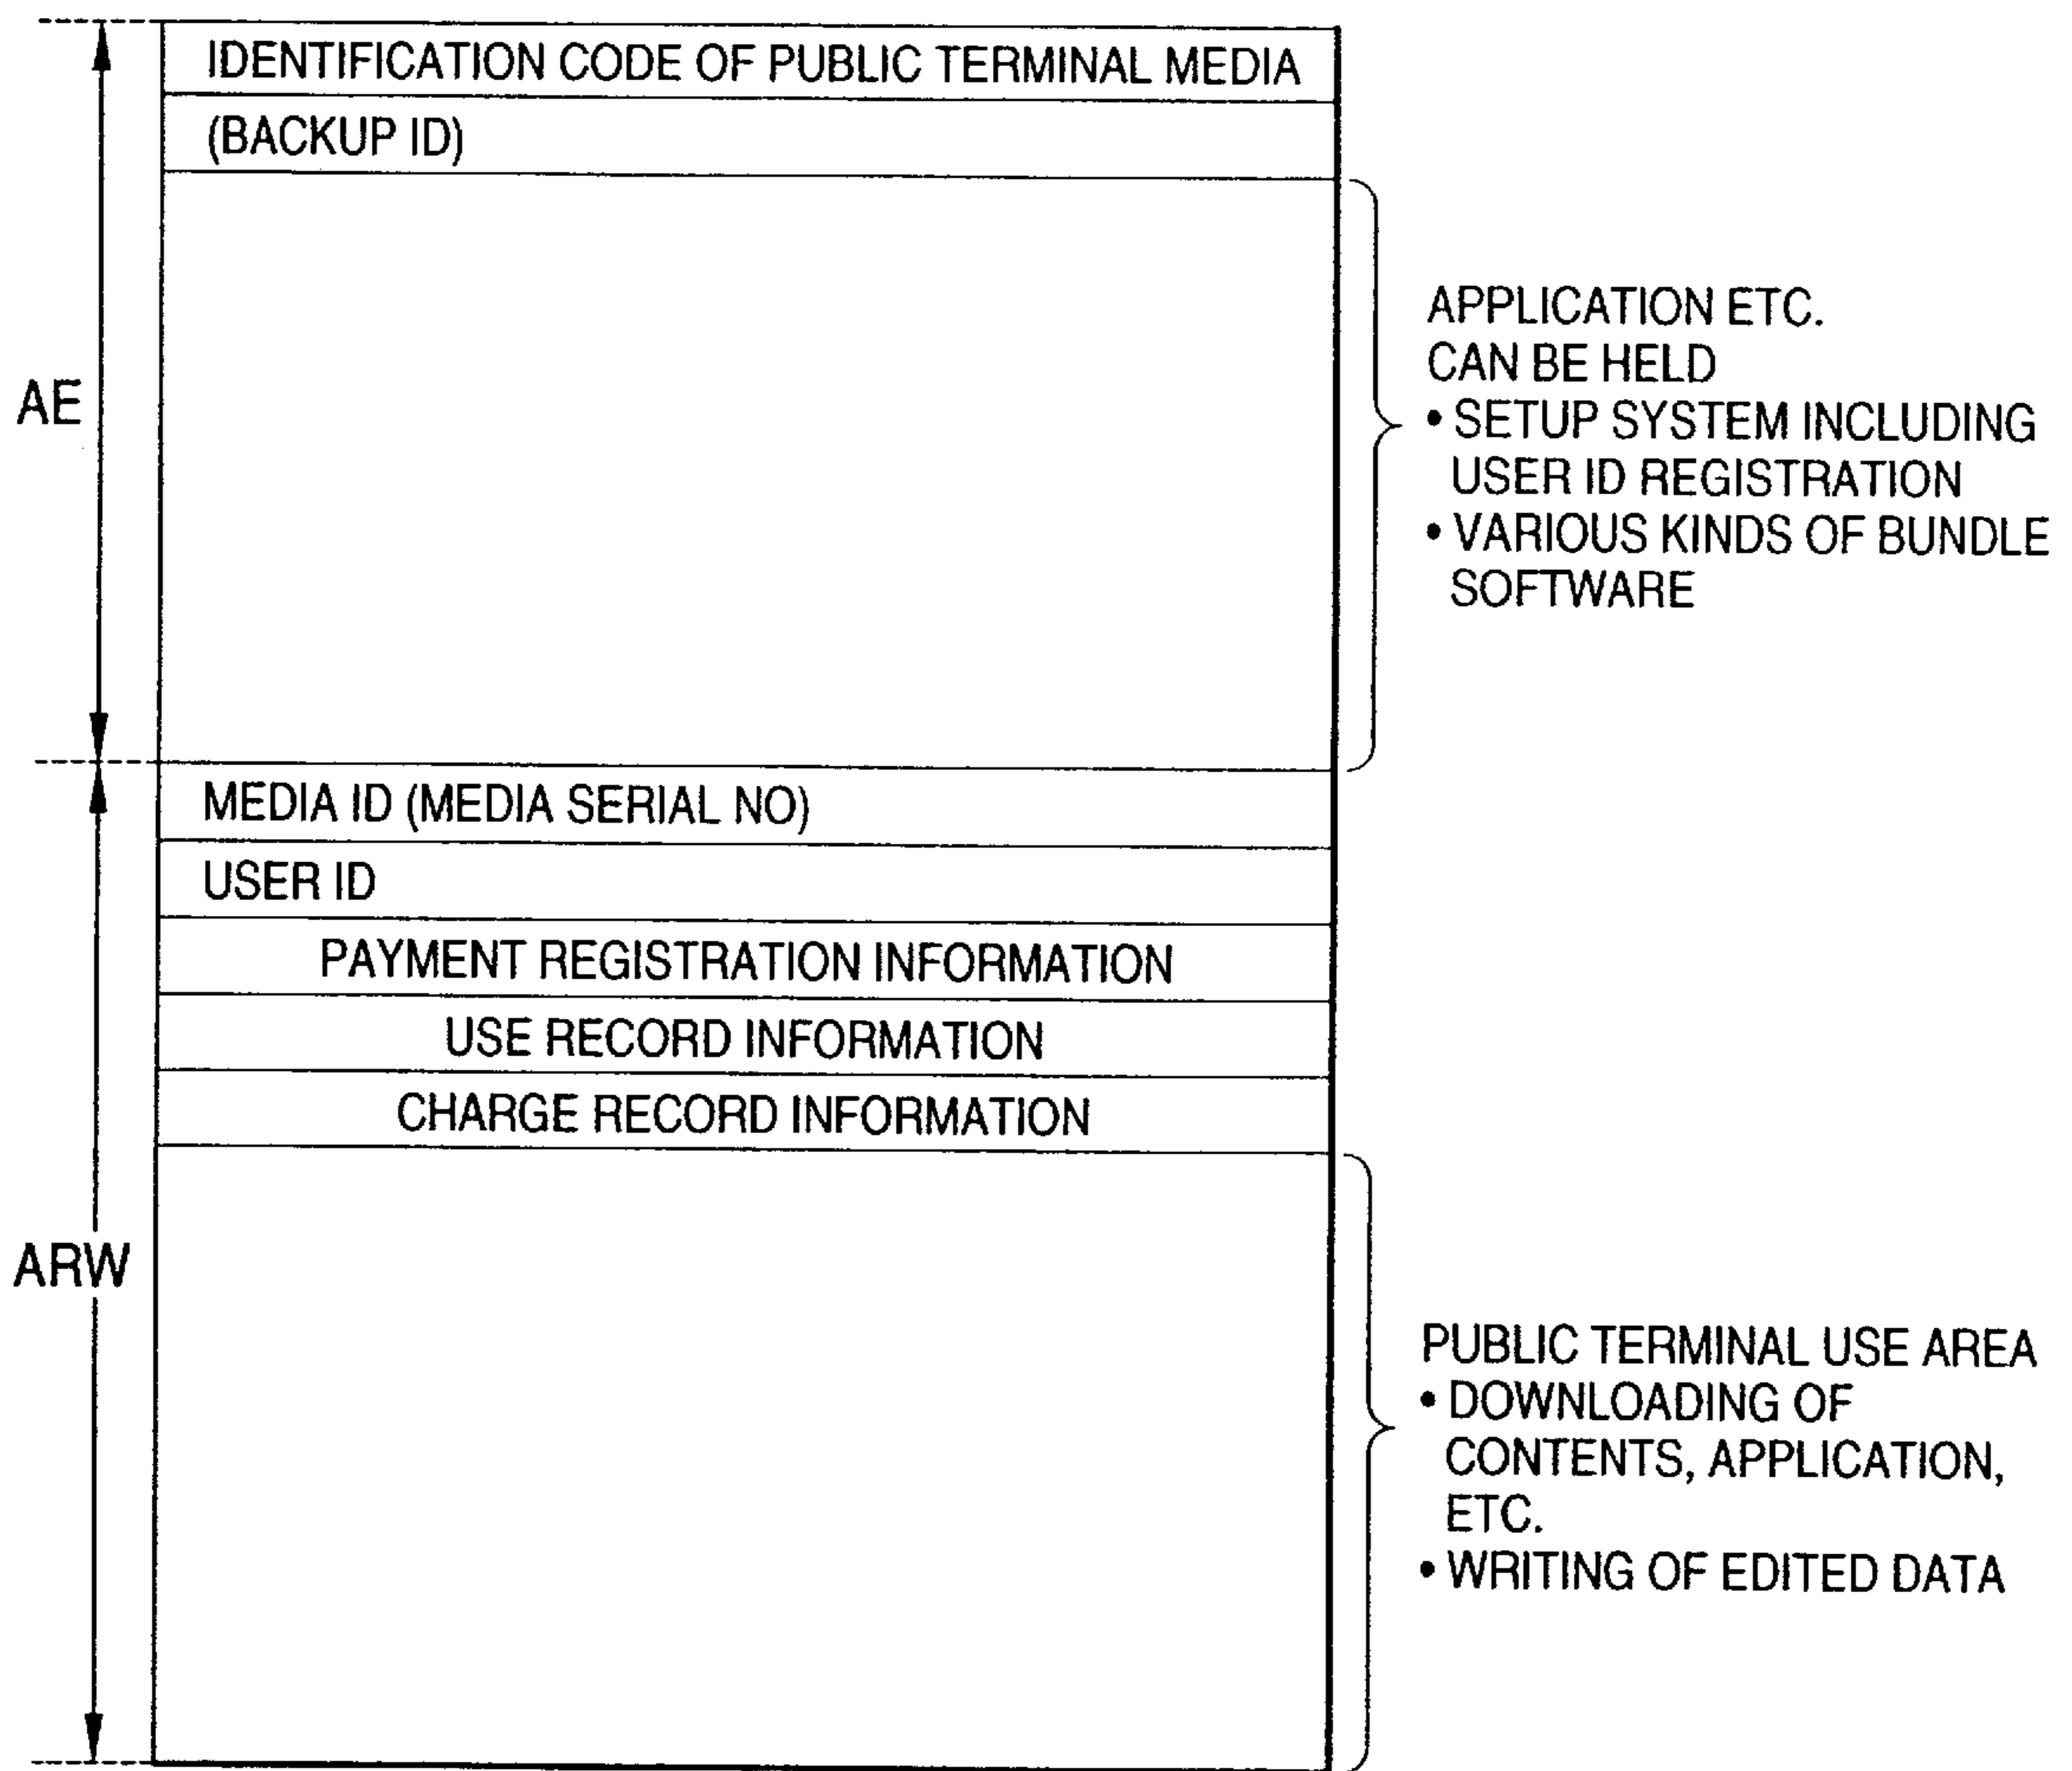 IDENTIFICATION CODE OF PUBLIC TERMINAL MEDIA
(BACKUP ID)
AE
APPLICATION ETC.
CAN BE HELD
• SETUP SYSTEM INCLUDING
USER ID REGISTRATION
• VARIOUS KINDS OF BUNDLE
SOFTWARE
MEDIA ID (MEDIA SERIAL NO)
USER ID
PAYMENT REGISTRATION INFORMATION
USE RECORD INFORMATION
CHARGE RECORD INFORMATION
ARW
PUBLIC TERMINAL USE AREA
• DOWNLOADING OF
CONTENTS, APPLICATION,
ETC.
• WRITING OF EDITED DATA